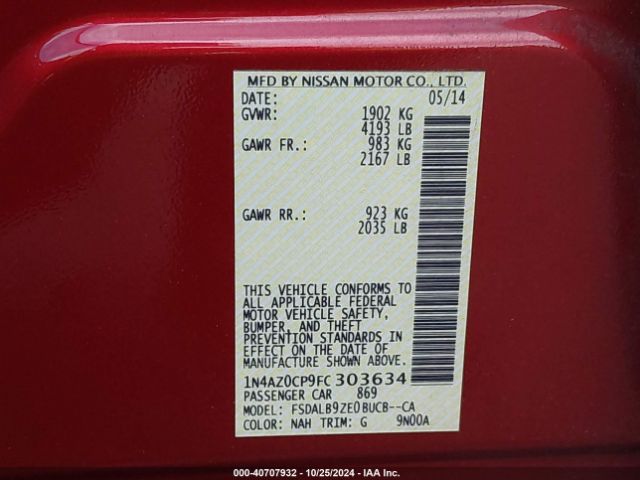 MFD BY NISSAN MOTOR CO., LTD.
DATE: 05/14
GVWR: 1902 KG
4193 LB
GAWR FR.: 983 KG
2167 LB
GAWR RR.: 923 KG
2035 LB
THIS VEHICLE CONFORMS TO
ALL APPLICABLE FEDERAL
MOTOR VEHICLE SAFETY,
BUMPER, AND THEFT
PREVENTION STANDARDS IN
EFFECT ON THE DATE OF
MANUFACTURE SHOWN ABOVE.
1N4AZ0CP9FC 303634
PASSENGER CAR 869
MODEL: FSDALB9ZE0BUCB--CA
COLOR: NAH TRIM: G 9N00A
000-40707932 - 10/25/2024 - IAA Inc.